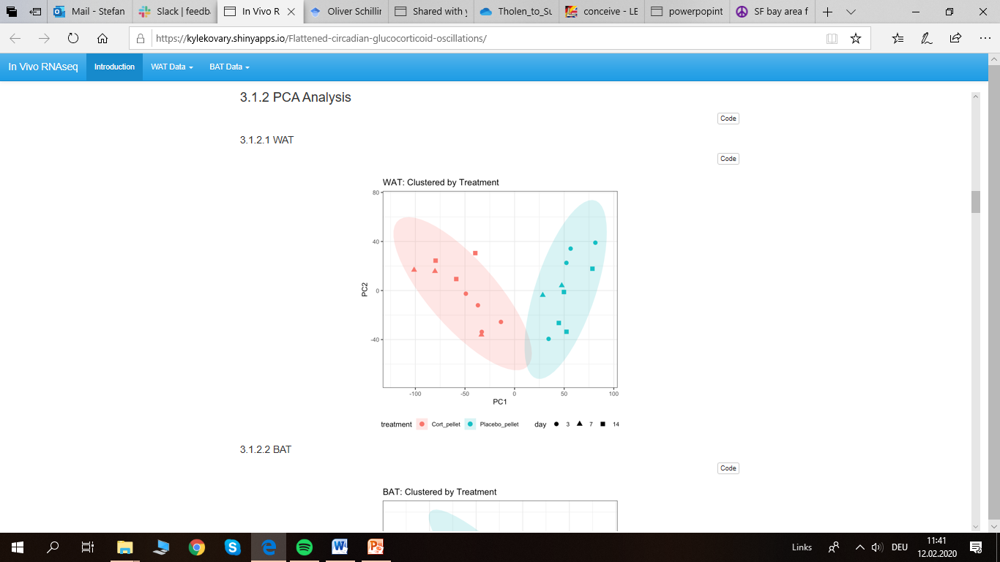 Mail - Stefan
Slack | feedb
In Vivo R
Oliver Schillin
Shared with y
Tholen_to_Su
conceive - LE
powerpopint
SF bay area f
https://kylekovary.shinyapps.io/Flattened-circadian-glucocorticoid-oscillations/
In Vivo RNAseq Introduction WAT Data BAT Data
3.1.2 PCA Analysis
Code
3.1.2.1 WAT
Code
WAT: Clustered by Treatment
80
40
0
-40
PC2
-100 -50 0 50 100
PC1
treatment Cort_pellet Placebo_pellet day 3 7 14
3.1.2.2 BAT
Code
BAT: Clustered by Treatment
Links DEU 11:41
12.02.2020